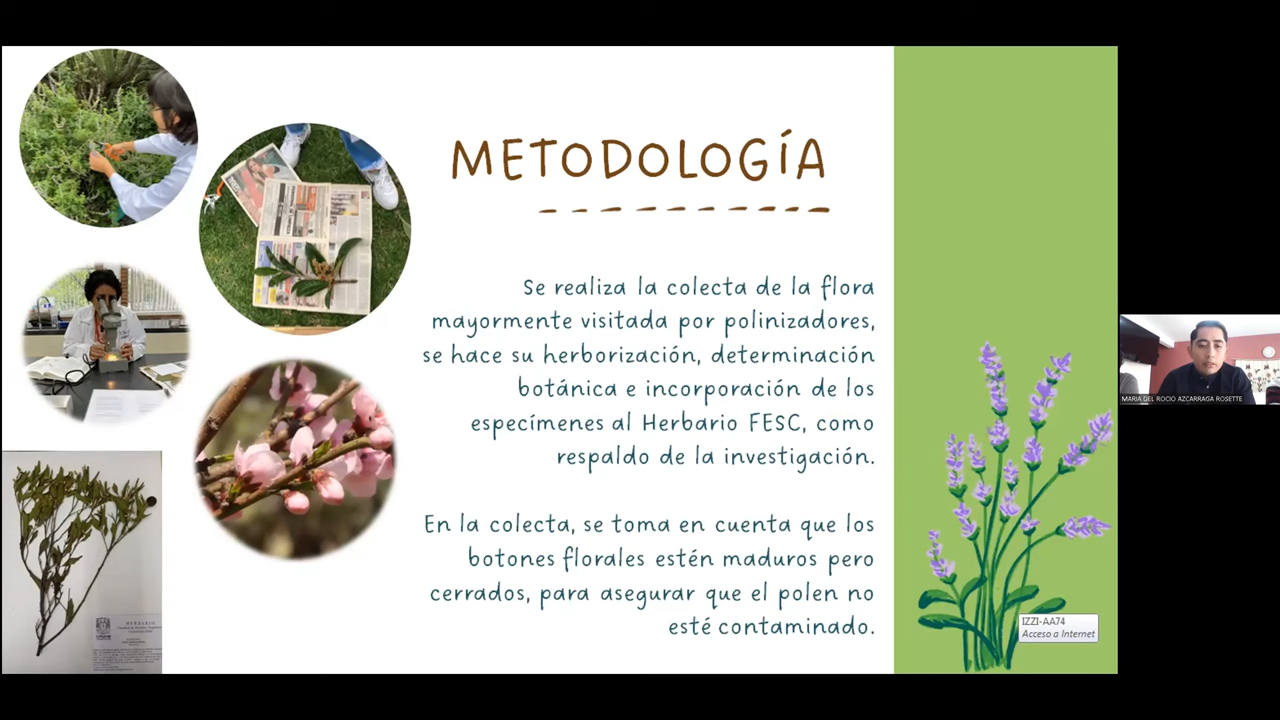 METODOLOGÍA
Se realiza la colecta de la flora
mayormente visitada por polinizadores,
se hace su herborización, determinación
botánica e incorporación de los
especímenes al Herbario FESC, como
respaldo de la investigación.
En la colecta, se toma en cuenta que los
botones florales estén maduros pero
cerrados, para asegurar que el polen no
esté contaminado.
HERBARIO
IZZI-AA74
Acceso a Internet
MARIA DEL ROCIO AZCARRAGA ROSETTE